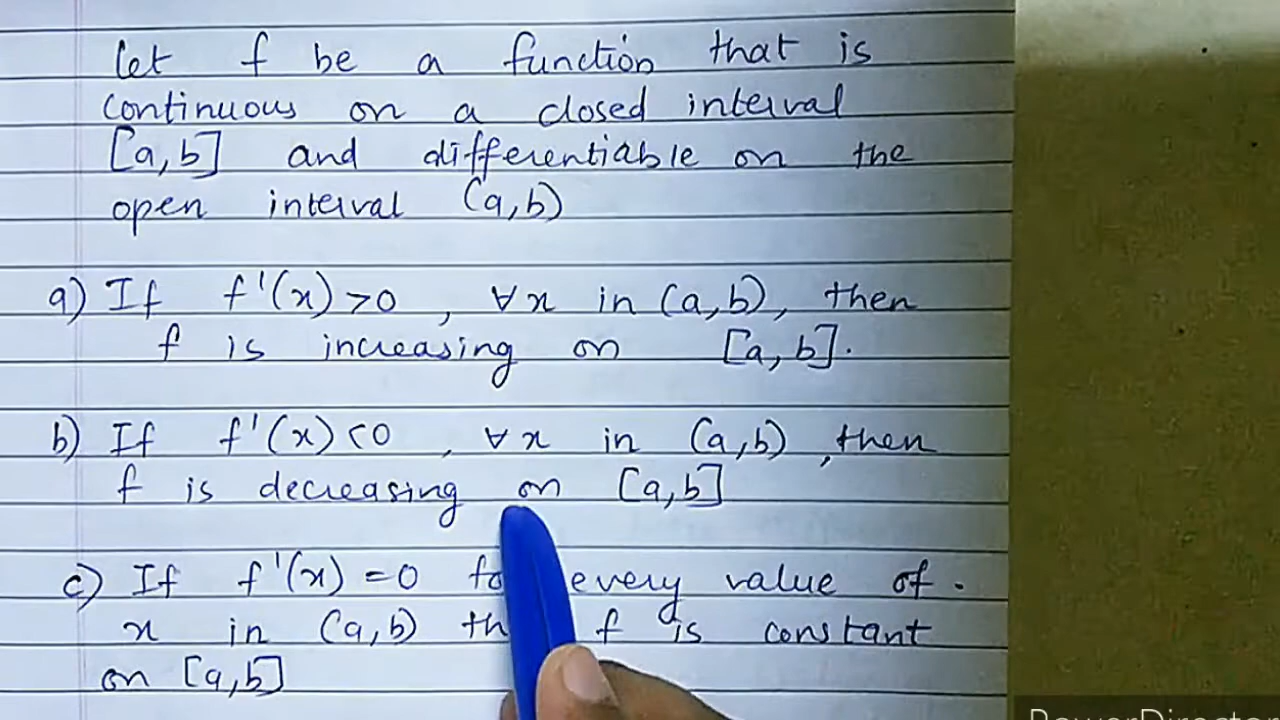 Let f be a function that is
continuous on a closed interval
[a,b] and differentiable on the
open interval (a,b)
a) If f'(x) >0 , ∀x in (a,b), then
f is increasing on [a,b].
b) If f'(x) <0 , ∀x in (a,b) , then
f is decreasing on [a,b]
c) If f'(x) =0 every value of .
x in (a,b) f is constant
on [a,b]